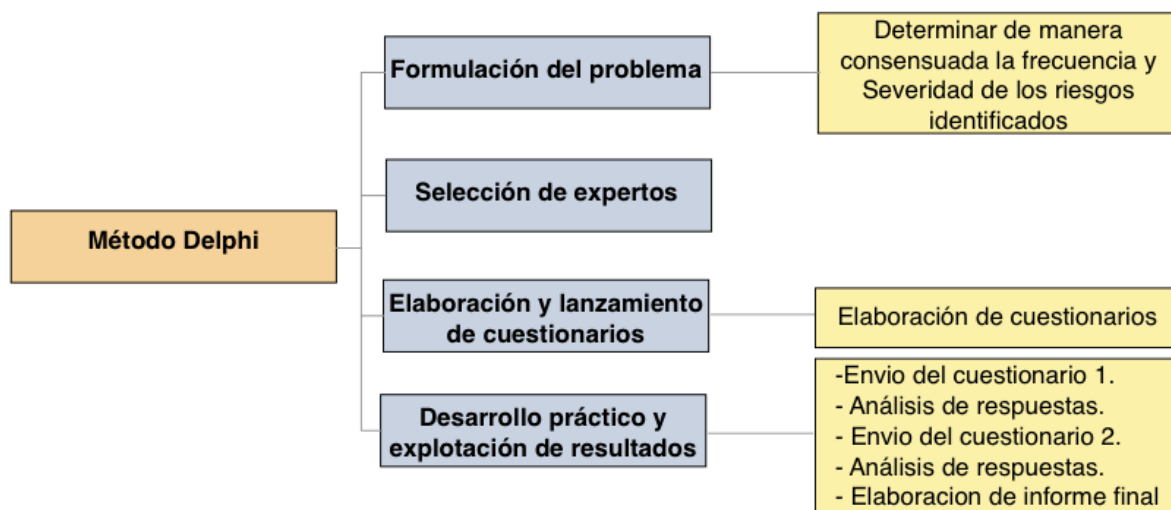 Método Delphi
Formulación del problema
Determinar de manera
consensuada la frecuencia y
Severidad de los riesgos
identificados
Selección de expertos
Elaboración y lanzamiento
de cuestionarios
Elaboración de cuestionarios
Desarrollo práctico y
explotación de resultados
-Envio del cuestionario 1.
- Análisis de respuestas.
- Envio del cuestionario 2.
- Análisis de respuestas.
- Elaboracion de informe final